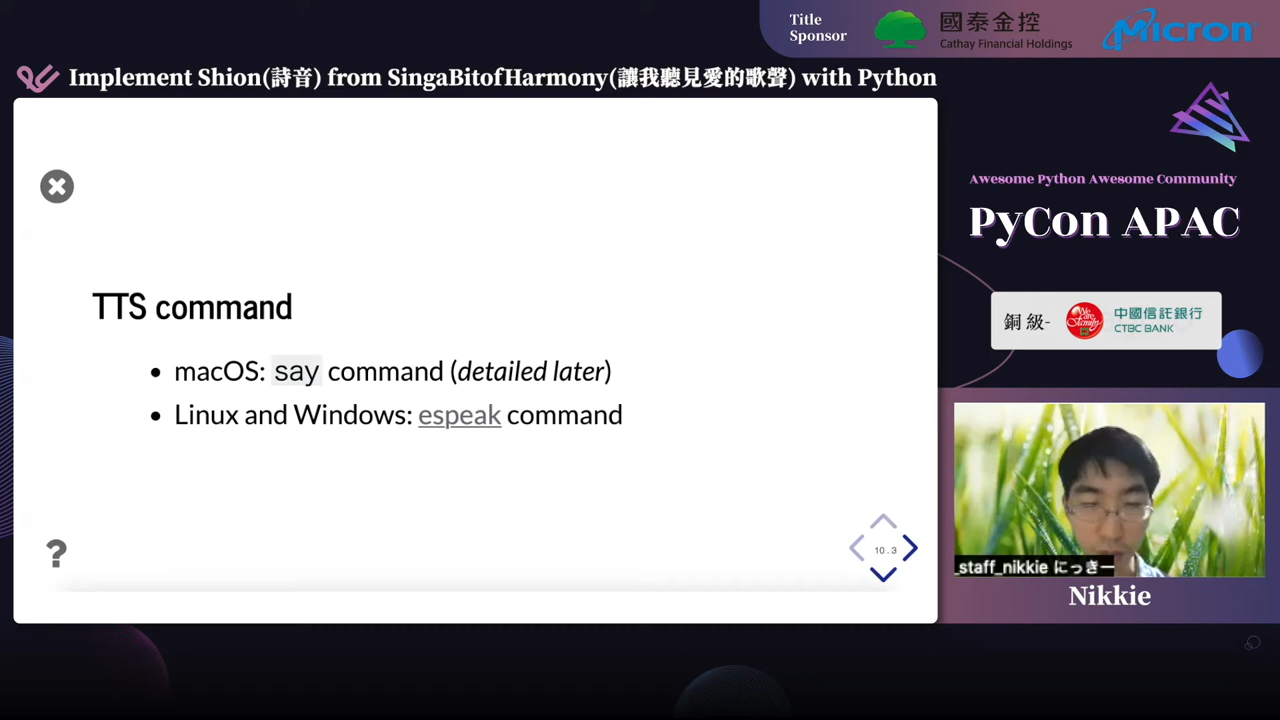 Title
Sponsor
國泰金控
Cathay Financial Holdings
Micron
Implement Shion(詩音) from SingaBitofHarmony(讓我聽見愛的歌聲) with Python
TTS command
macOS: say command (detailed later)
Linux and Windows: espeak command
?
10.3
Awesome Python Awesome Community
PyCon APAC
銅級-
We are Family
中國信託銀行
CTBC BANK
_staff_nikkie にっきー
Nikkie